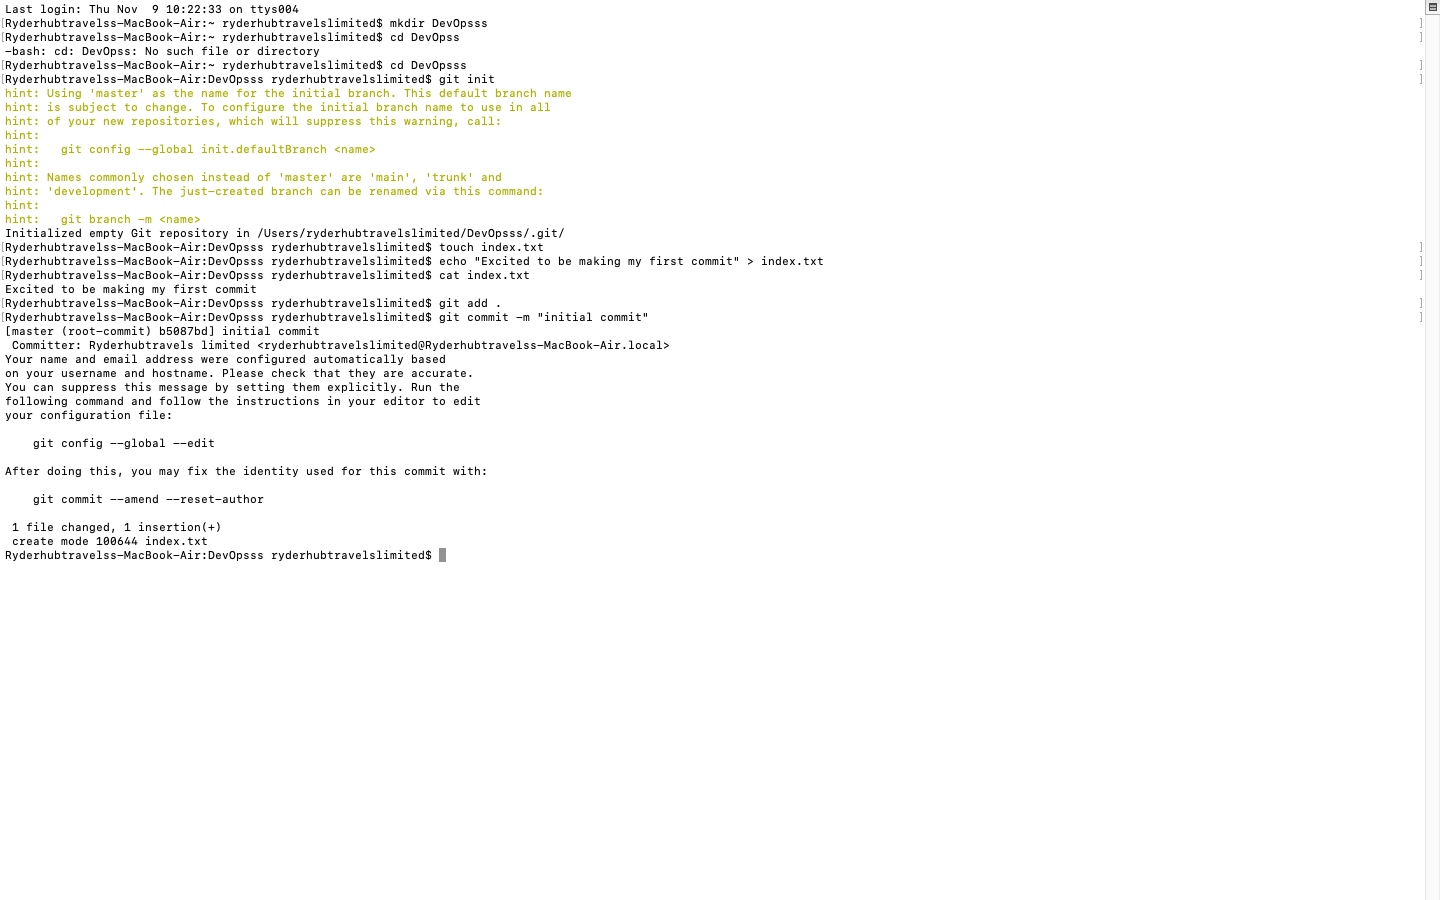 Last login: Thu Nov  9 10:22:33 on ttys004
[Ryderhubtravelss-MacBook-Air:~ ryderhubtravelslimited$ mkdir DevOpsss ]
[Ryderhubtravelss-MacBook-Air:~ ryderhubtravelslimited$ cd DevOpss ]
-bash: cd: DevOpss: No such file or directory
[Ryderhubtravelss-MacBook-Air:~ ryderhubtravelslimited$ cd DevOpsss ]
[Ryderhubtravelss-MacBook-Air:DevOpsss ryderhubtravelslimited$ git init ]
hint: Using 'master' as the name for the initial branch. This default branch name
hint: is subject to change. To configure the initial branch name to use in all
hint: of your new repositories, which will suppress this warning, call:
hint:
hint:   git config --global init.defaultBranch <name>
hint:
hint: Names commonly chosen instead of 'master' are 'main', 'trunk' and
hint: 'development'. The just-created branch can be renamed via this command:
hint:
hint:   git branch -m <name>
Initialized empty Git repository in /Users/ryderhubtravelslimited/DevOpsss/.git/
[Ryderhubtravelss-MacBook-Air:DevOpsss ryderhubtravelslimited$ touch index.txt ]
[Ryderhubtravelss-MacBook-Air:DevOpsss ryderhubtravelslimited$ echo "Excited to be making my first commit" > index.txt ]
[Ryderhubtravelss-MacBook-Air:DevOpsss ryderhubtravelslimited$ cat index.txt ]
Excited to be making my first commit
[Ryderhubtravelss-MacBook-Air:DevOpsss ryderhubtravelslimited$ git add . ]
[Ryderhubtravelss-MacBook-Air:DevOpsss ryderhubtravelslimited$ git commit -m "initial commit" ]
[master (root-commit) b5087bd] initial commit
 Committer: Ryderhubtravels limited <ryderhubtravelslimited@Ryderhubtravelss-MacBook-Air.local>
Your name and email address were configured automatically based
on your username and hostname. Please check that they are accurate.
You can suppress this message by setting them explicitly. Run the
following command and follow the instructions in your editor to edit
your configuration file:

    git config --global --edit

After doing this, you may fix the identity used for this commit with:

    git commit --amend --reset-author

 1 file changed, 1 insertion(+)
 create mode 100644 index.txt
Ryderhubtravelss-MacBook-Air:DevOpsss ryderhubtravelslimited$